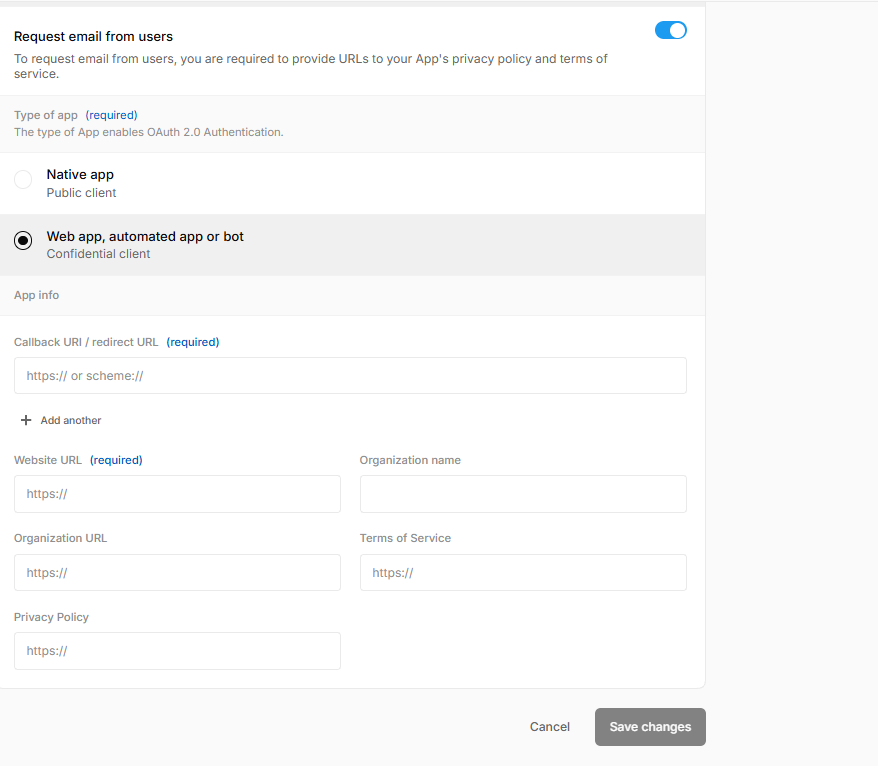 Request email from users
To request email from users, you are required to provide URLs to your App's privacy policy and terms of
service.
Type of app (required)
The type of App enables OAuth 2.0 Authentication.
Native app
Public client
Web app, automated app or bot
Confidential client
App info
Callback URI / redirect URL (required)
https:// or scheme://
+ Add another
Website URL (required)
Organization name
https://
Organization URL
Terms of Service
https://
https://
Privacy Policy
https://
Cancel
Save changes